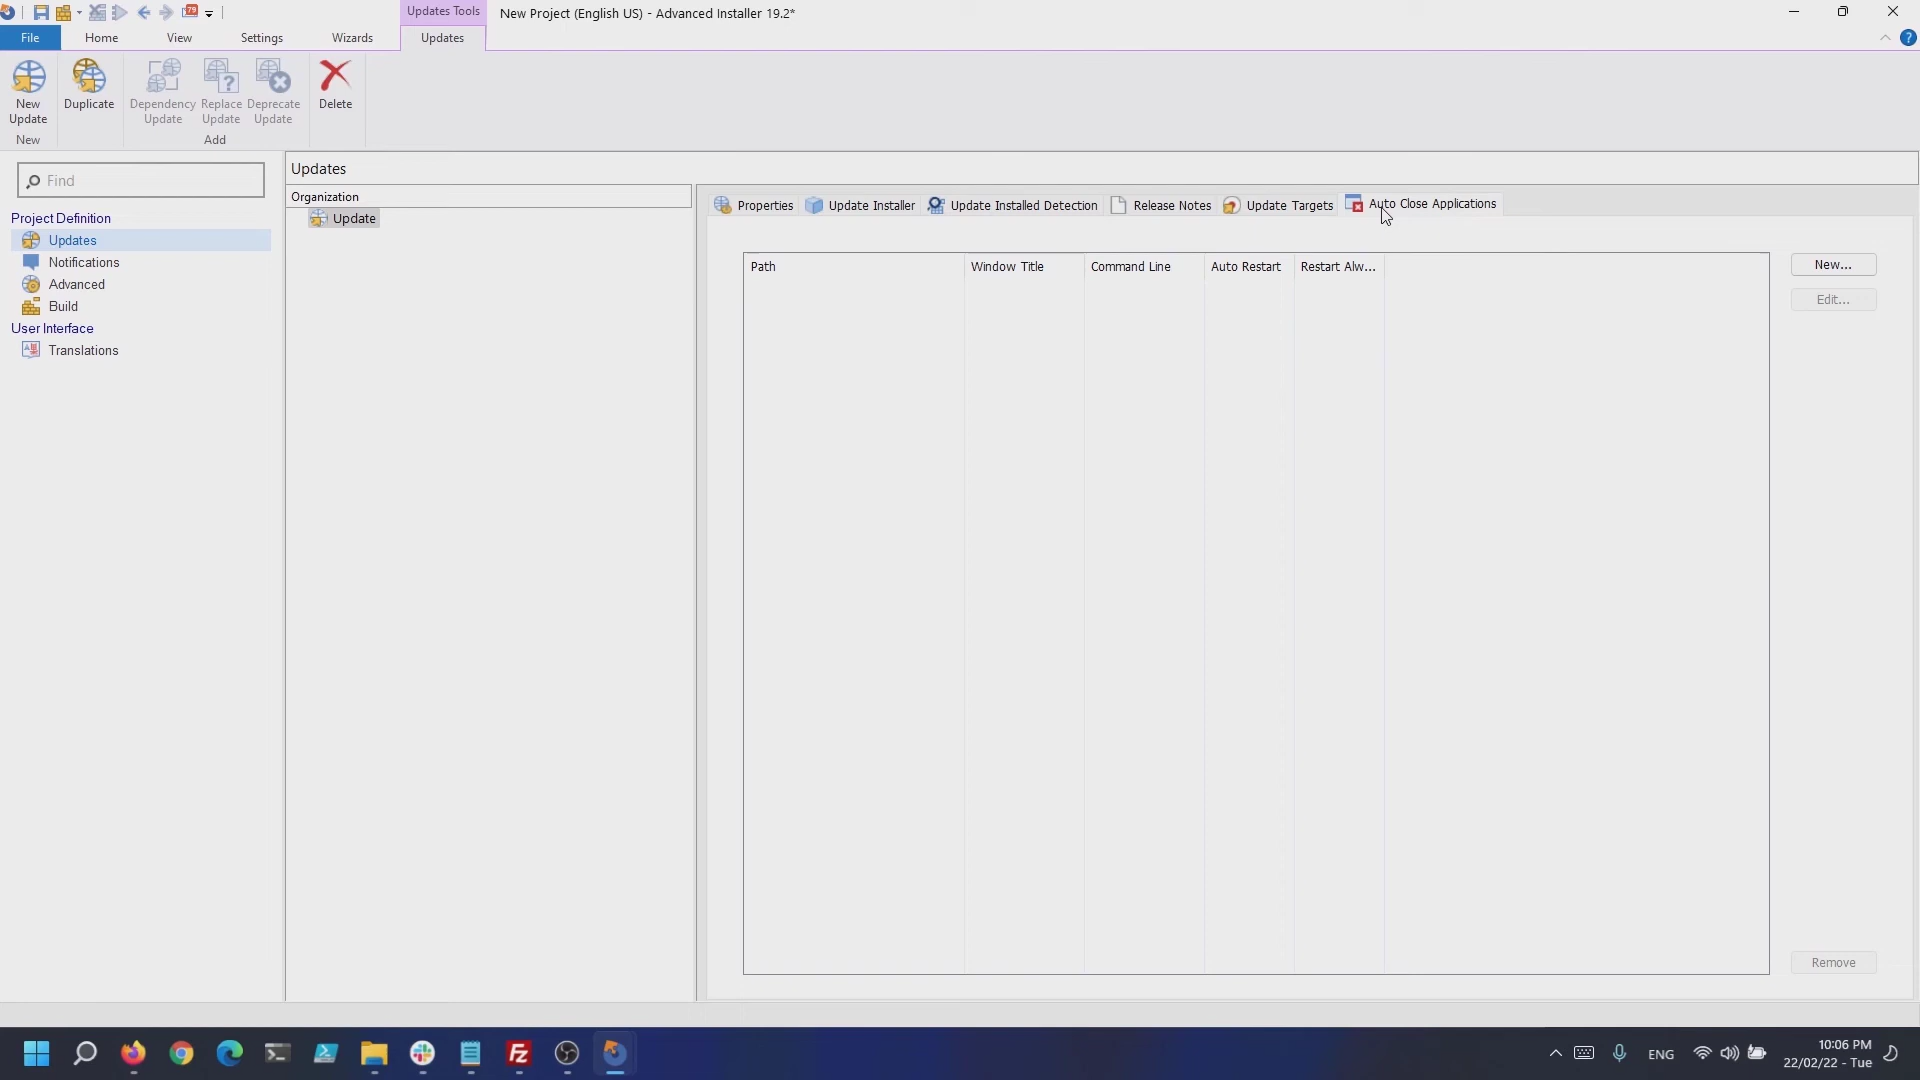 79
Updates Tools
New Project (English US) - Advanced Installer 19.2*
File
Home
View
Settings
Wizards
Updates
?
New
Update
Duplicate
Dependency
Update
Replace
Update
Deprecate
Update
Delete
New
Add
Find
Project Definition
Updates
Notifications
Advanced
Build
User Interface
Translations
Updates
Organization
Update
Properties
Update Installer
Update Installed Detection
Release Notes
Update Targets
Auto Close Applications
Path
Window Title
Command Line
Auto Restart
Restart Alw...
New...
Edit...
Remove
Fz
ENG
10:06 PM
22/02/22 - Tue